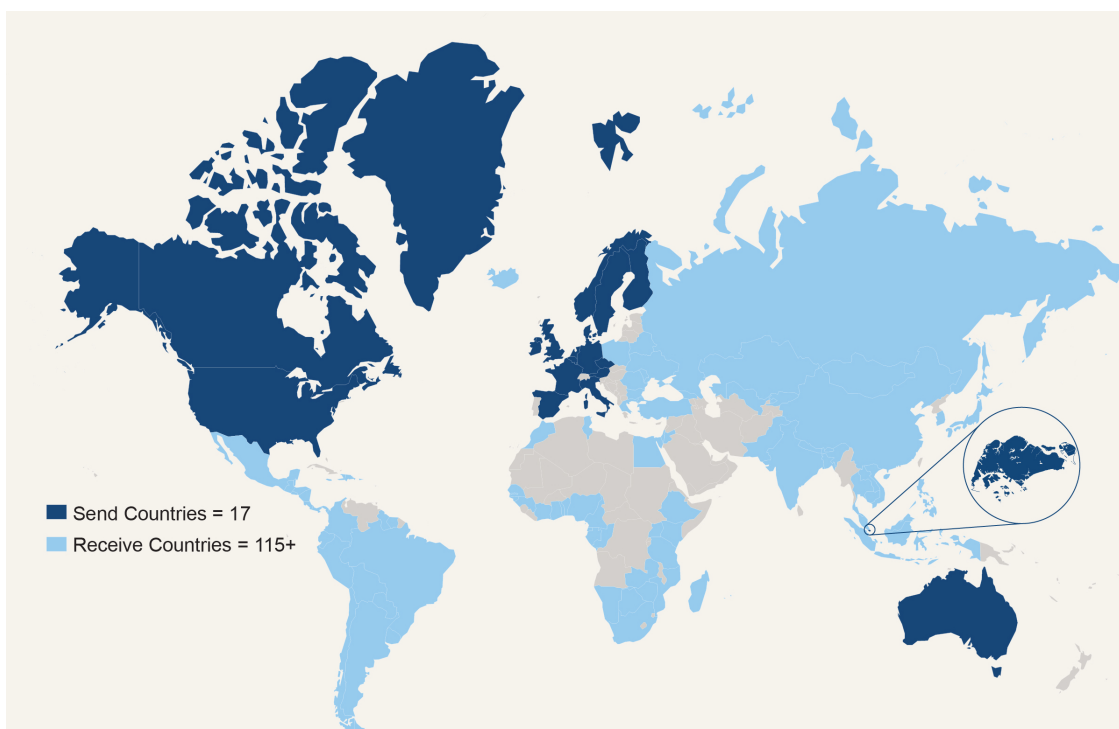 Send Countries = 17
Receive Countries = 115+